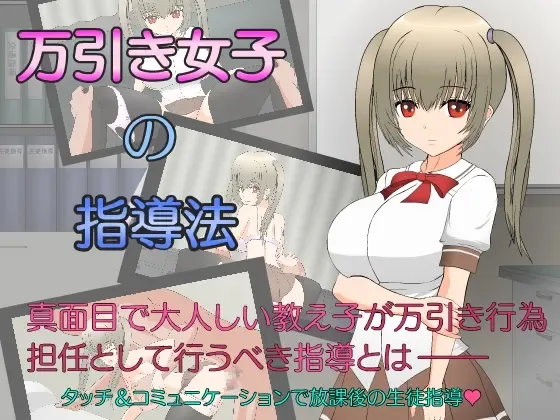 万引き女子
の
指導法
真面目で大人しい教え子が万引き行為
担任として行うべき指導とは――
タッチ＆コミュニケーションで放課後の生徒指導♥